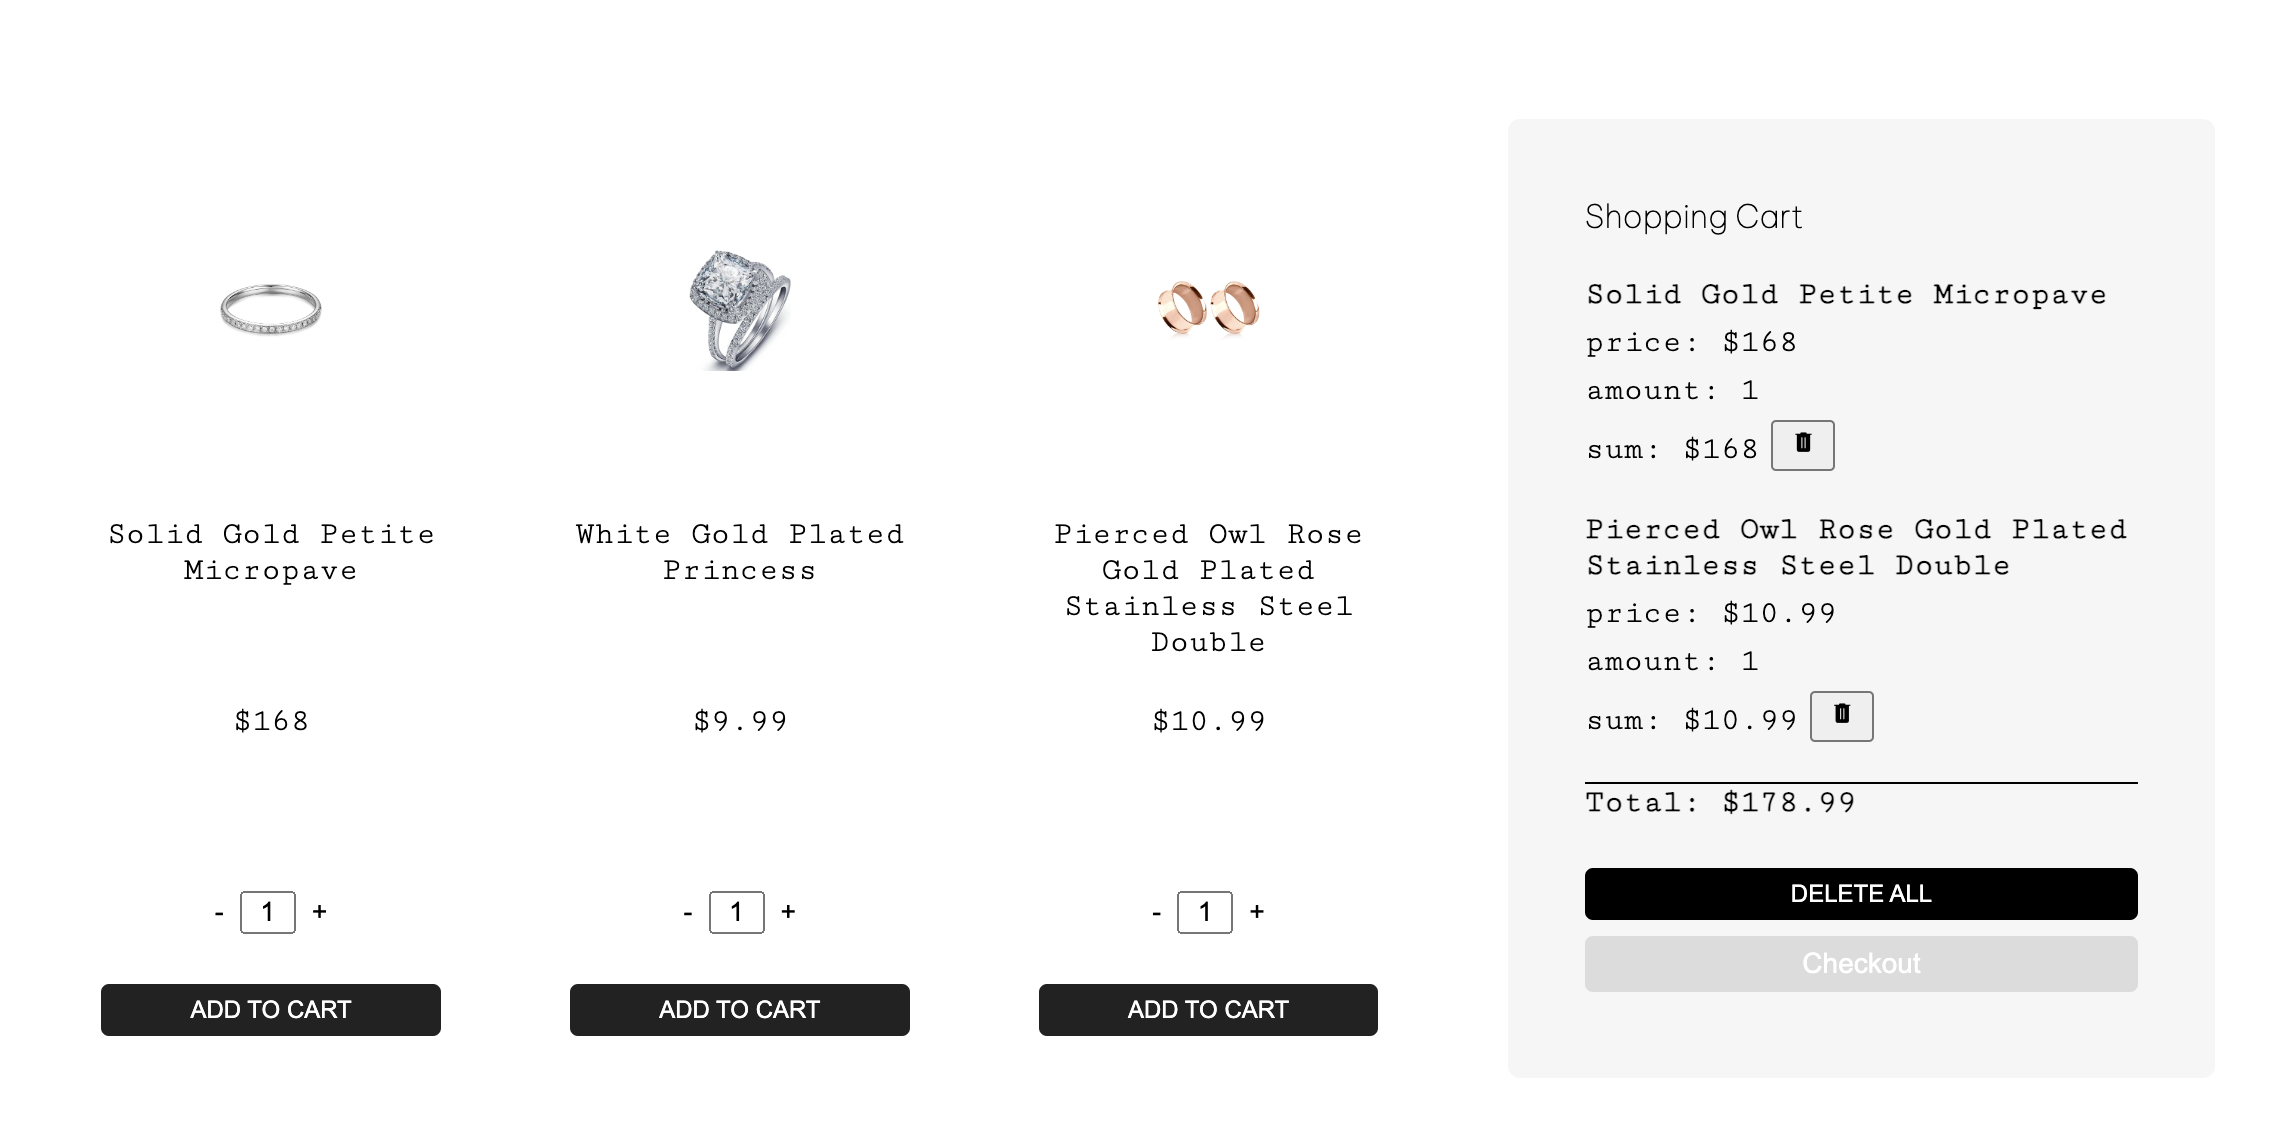 Solid Gold Petite
Micropave
$168
- 1 +
ADD TO CART
White Gold Plated
Princess
$9.99
- 1 +
ADD TO CART
Pierced Owl Rose
Gold Plated
Stainless Steel
Double
$10.99
- 1 +
ADD TO CART
Shopping Cart
Solid Gold Petite Micropave
price: $168
amount: 1
sum: $168
Pierced Owl Rose Gold Plated
Stainless Steel Double
price: $10.99
amount: 1
sum: $10.99
Total: $178.99
DELETE ALL
Checkout